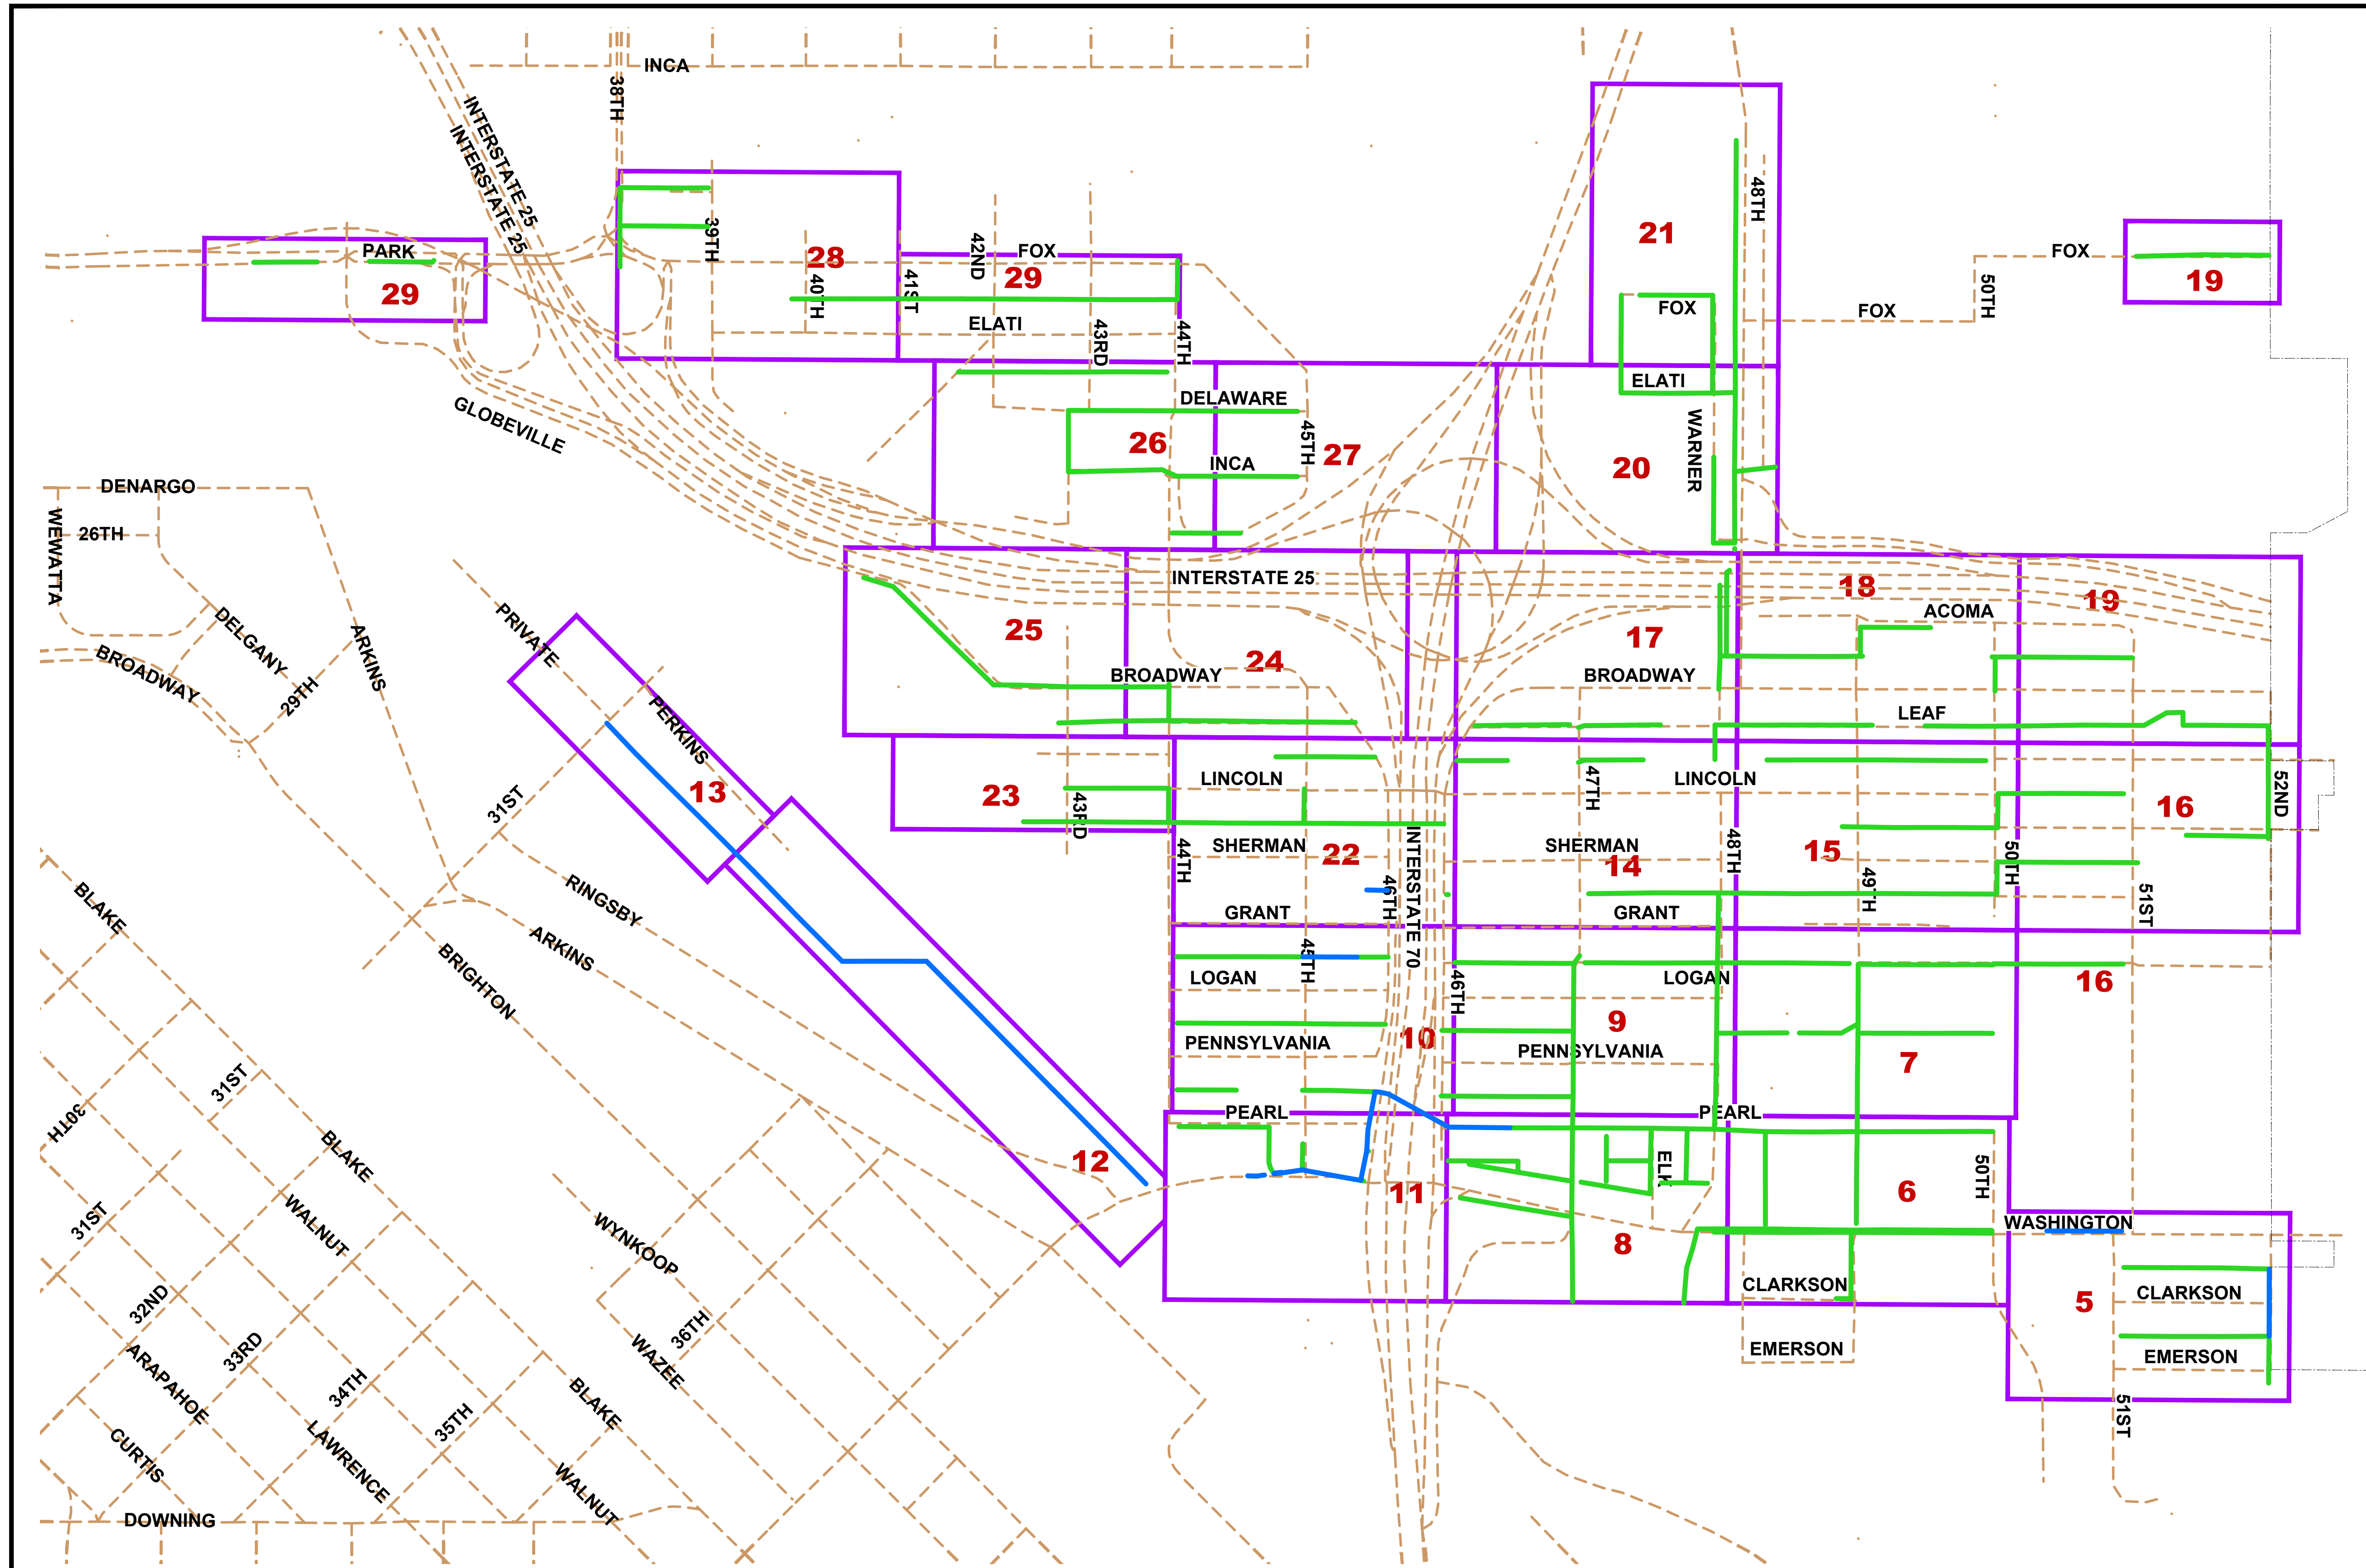 INCA
38TH
INTERSTATE 25
INTERSTATE 25
48TH
21
39TH
PARK
28
42ND
FOX
29
FOX
19
29
40TH
41ST
50TH
FOX
FOX
ELATI
43RD
44TH
ELATI
GLOBEVILLE
DELAWARE
26
45TH
27
WARNER
INCA
20
DENARGO
WEWATTA
26TH
INTERSTATE 25
18
19
ACOMA
PRIVATE
DELGANY
ARKINS
25
17
24
BROADWAY
BROADWAY
BROADWAY
29TH
PERKINS
LEAF
LINCOLN
47TH
LINCOLN
52ND
13
23
43RD
31ST
16
INTERSTATE 70
SHERMAN
22
SHERMAN
14
48TH
15
50TH
44TH
46TH
49TH
BLAKE
RINGSBY
GRANT
GRANT
51ST
ARKINS
45TH
BRIGHTON
LOGAN
46TH
LOGAN
16
9
10
PENNSYLVANIA
PENNSYLVANIA
7
31ST
30TH
PEARL
PEARL
BLAKE
12
ELK
50TH
11
6
31ST
WALNUT
WYNKOOP
8
WASHINGTON
CLARKSON
CLARKSON
5
32ND
36TH
33RD
WAZEE
EMERSON
EMERSON
ARAPAHOE
34TH
BLAKE
51ST
35TH
CURTIS
LAWRENCE
WALNUT
DOWNING